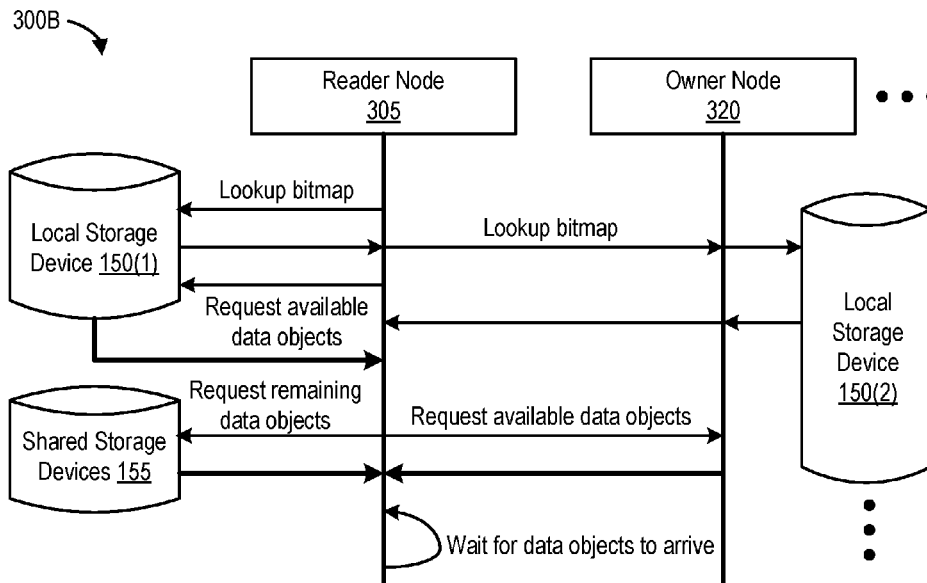 300B
Reader Node
305
Owner Node
320
Lookup bitmap
Lookup bitmap
Local Storage
Device 150(1)
Request available
data objects
Local
Storage
Device
150(2)
Request remaining
data objects
Request available data objects
Shared Storage
Devices 155
Wait for data objects to arrive